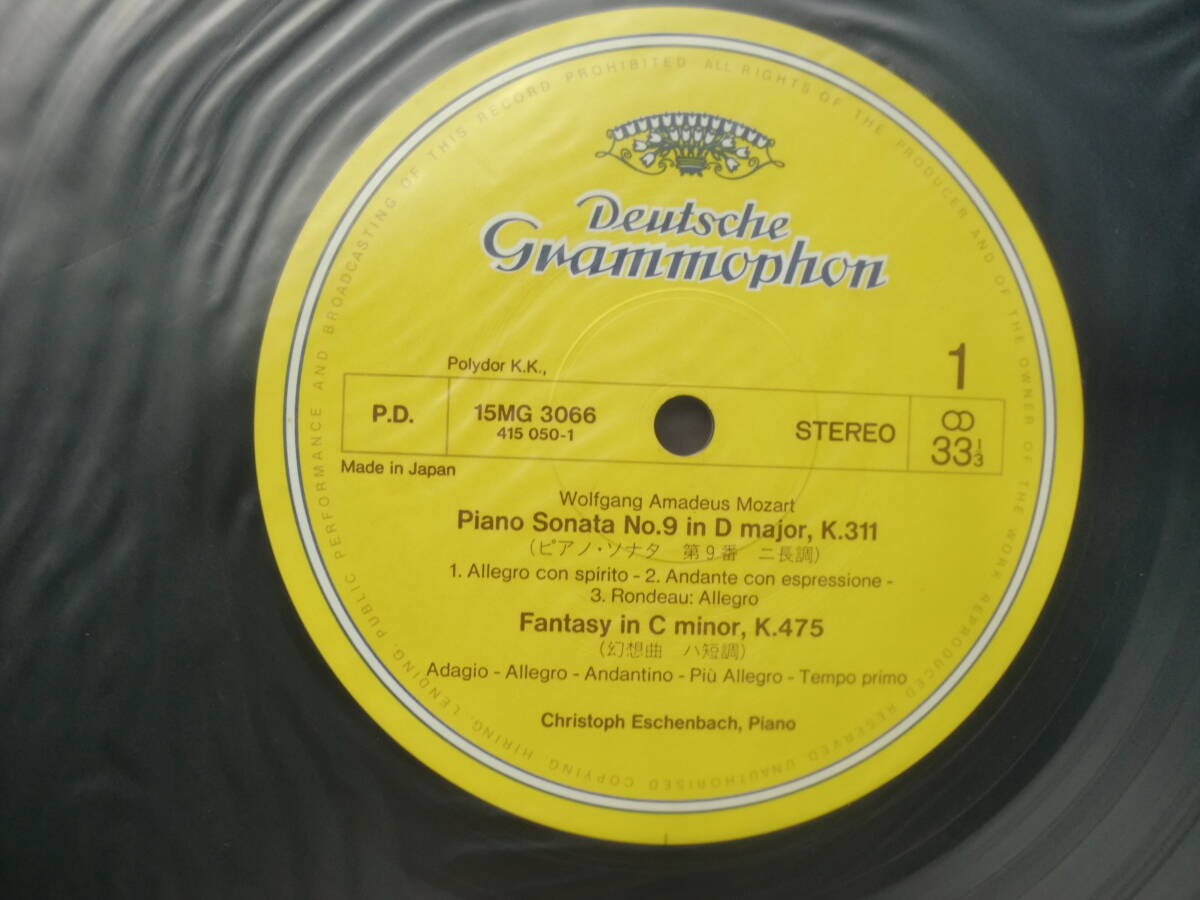 Deutsche
Grammophon
Polydor K.K.,
1
P.D.
15MG 3066
415 050-1
STEREO
33 1/3
Made in Japan
Wolfgang Amadeus Mozart
Piano Sonata No.9 in D major, K.311
(ピアノ・ソナタ 第9番 ニ長調)
1. Allegro con spirito - 2. Andante con espressione -
3. Rondeau: Allegro
Fantasy in C minor, K.475
(幻想曲 ハ短調)
Adagio - Allegro - Andantino - Più Allegro - Tempo primo
Christoph Eschenbach, Piano
ALL RIGHTS OF THE PRODUCER AND OF THE OWNER OF THE WORK REPRODUCED RESERVED UNAUTHORISED COPYING, HIRING, LENDING, PUBLIC PERFORMANCE AND BROADCASTING OF THIS RECORD PROHIBITED